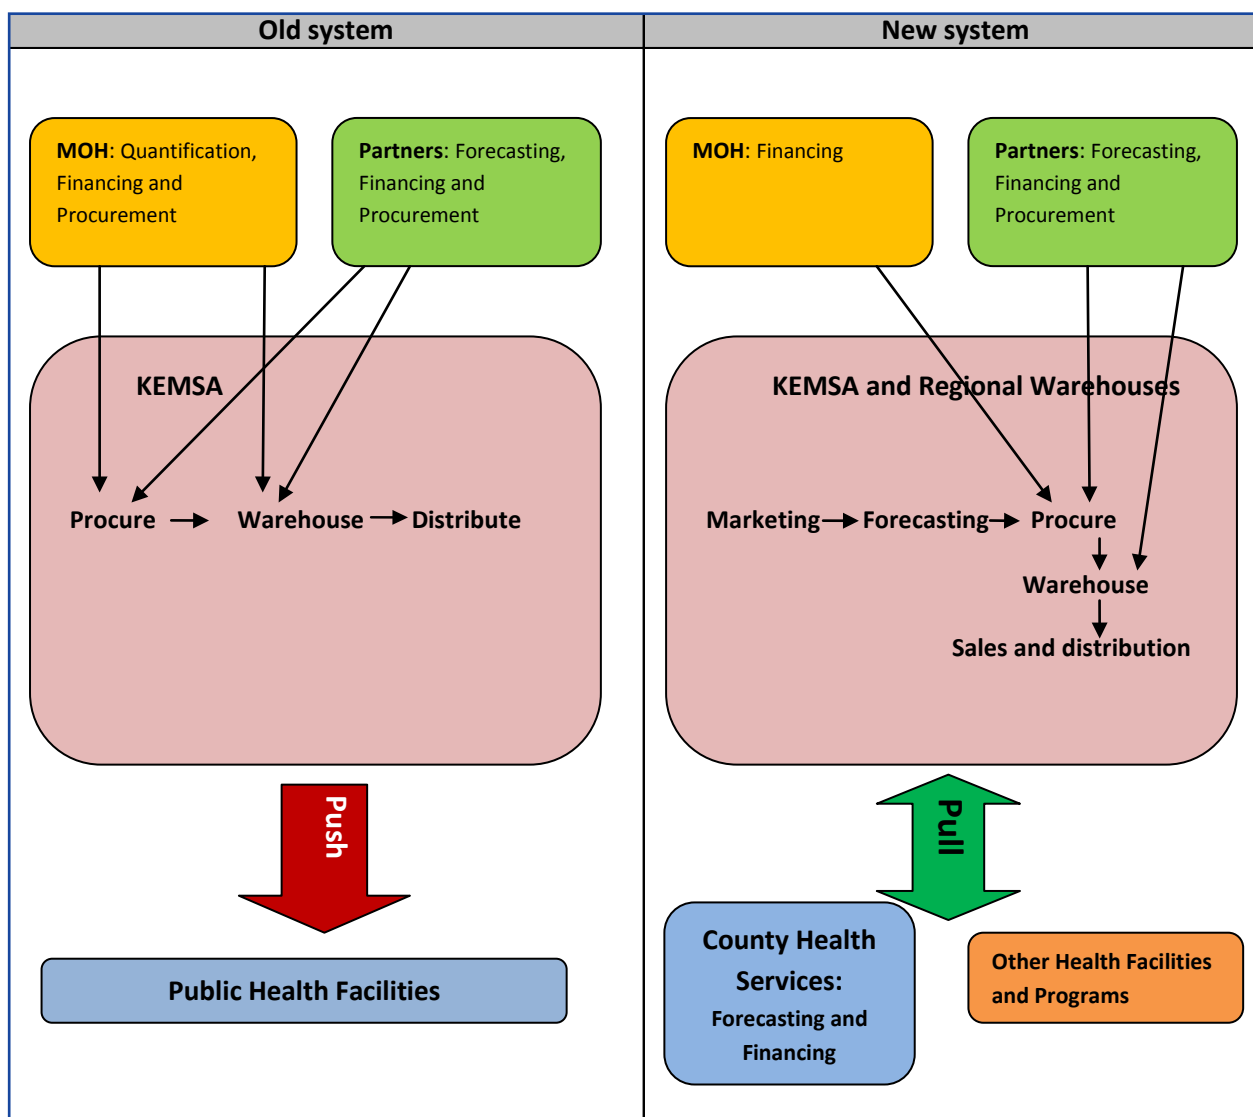 Old system
New system
MOH: Quantification,
Financing and
Procurement
Partners: Forecasting,
Financing and
Procurement
KEMSA
Procure
Warehouse
Distribute
Push
Public Health Facilities
MOH: Financing
Partners: Forecasting,
Financing and
Procurement
KEMSA and Regional Warehouses
Marketing
Forecasting
Procure
Warehouse
Sales and distribution
Pull
County Health
Services:
Forecasting and
Financing
Other Health Facilities
and Programs